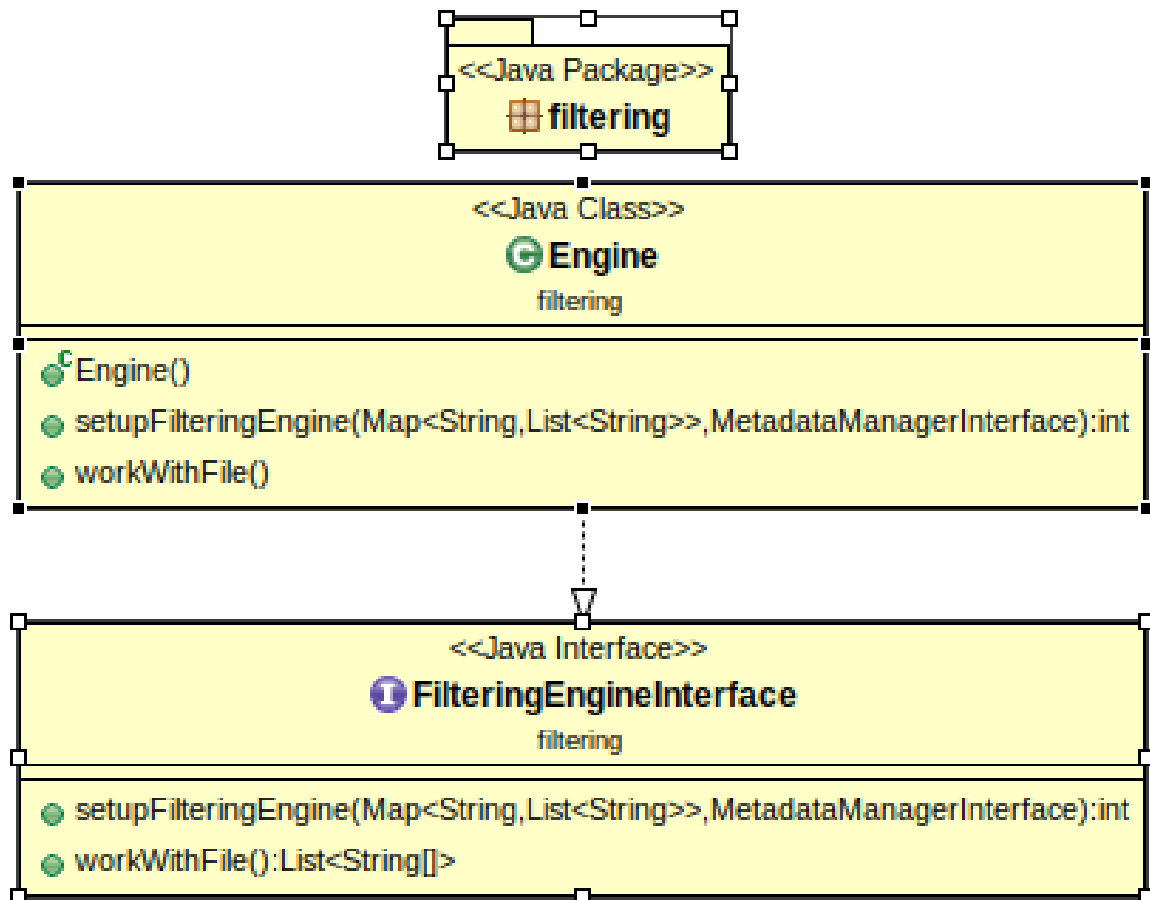 <<Java Package>>
filtering
<<Java Class>>
C Engine
filtering
C Engine()
setupFilteringEngine(Map<String,List<String>>,MetadataManagerInterface):int
workWithFile()
<<Java Interface>>
I FilteringEngineInterface
filtering
setupFilteringEngine(Map<String,List<String>>,MetadataManagerInterface):int
workWithFile():List<String[]>